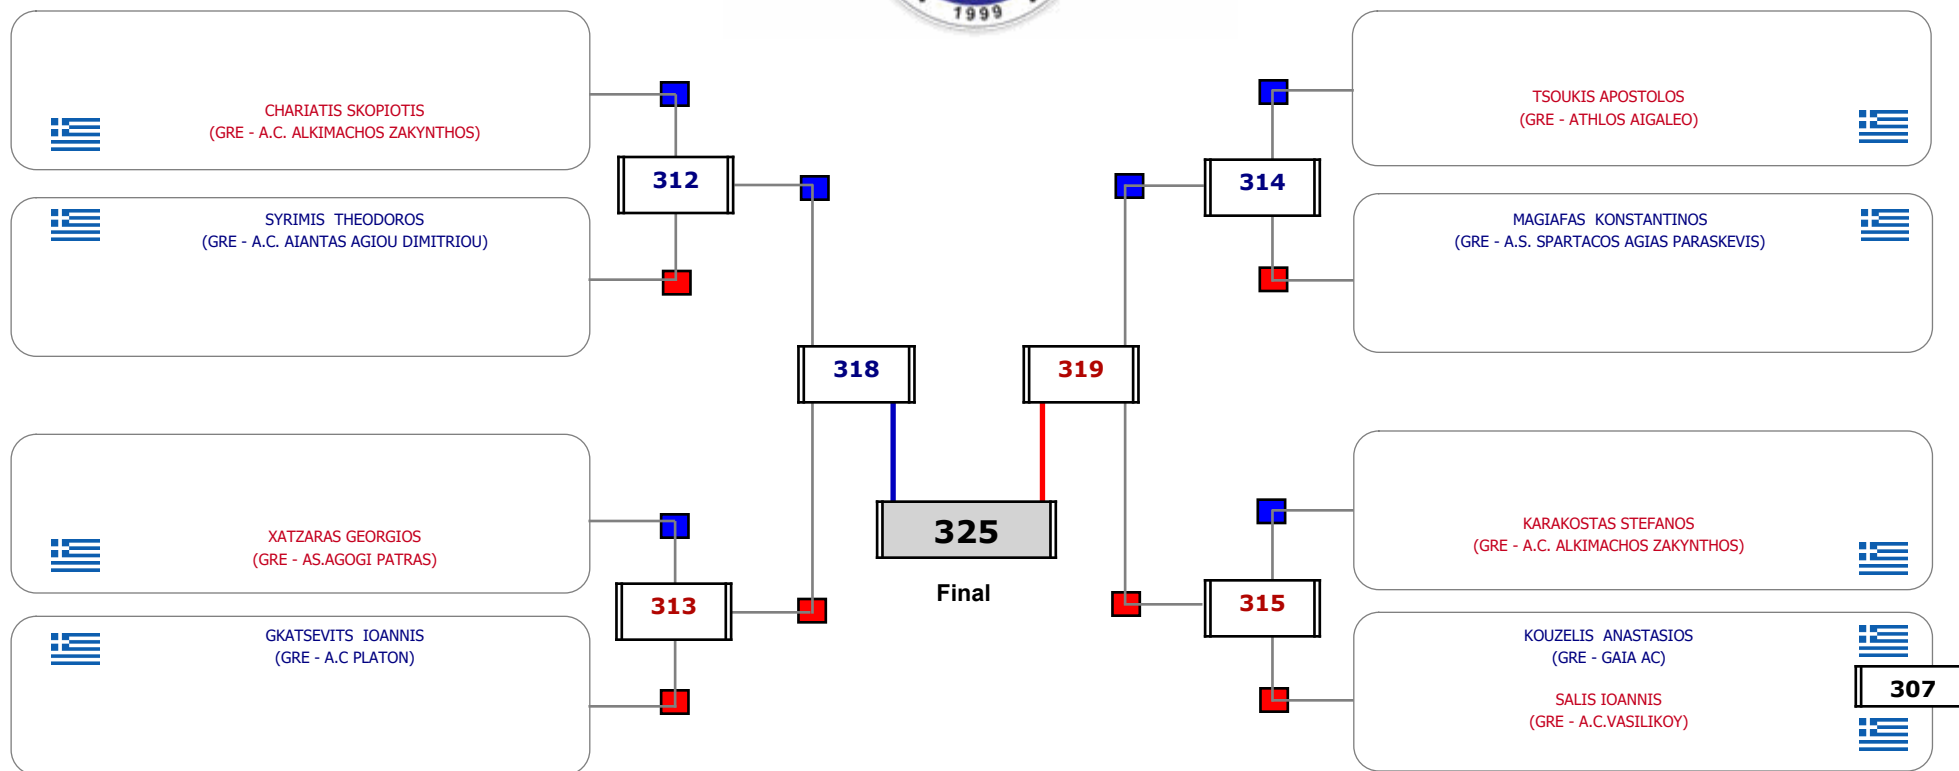 1999
CHARIATIS SKOPIOTIS
(GRE - A.C. ALKIMACHOS ZAKYNTHOS)
312
SYRIMIS THEODOROS
(GRE - A.C. AIANTAS AGIOU DIMITRIOU)
318
XATZARAS GEORGIOS
(GRE - AS.AGOGI PATRAS)
313
GKATSEVITS IOANNIS
(GRE - A.C PLATON)
325
Final
TSOUKIS APOSTOLOS
(GRE - ATHLOS AIGALEO)
314
MAGIAFAS KONSTANTINOS
(GRE - A.S. SPARTACOS AGIAS PARASKEVIS)
319
KARAKOSTAS STEFANOS
(GRE - A.C. ALKIMACHOS ZAKYNTHOS)
315
KOUZELIS ANASTASIOS
(GRE - GAIA AC)
307
SALIS IOANNIS
(GRE - A.C.VASILIKOY)